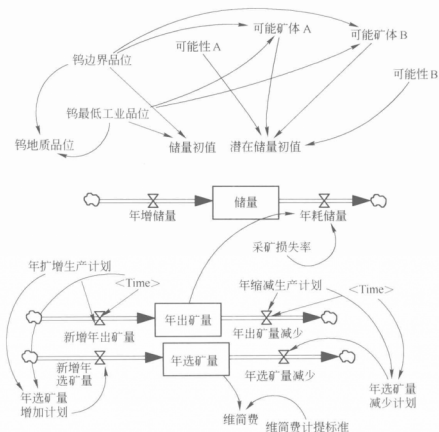 可能矿体A
可能矿体B
可能性A
钨边界品位
可能性B
钨最低工业品位
钨地质品位
储量初值
潜在储量初值
储量
年增储量
年耗储量
采矿损失率
年扩增生产计划
<Time>
年缩减生产计划
<Time>
年出矿量
新增年出矿量
年出矿量减少
年选矿量
新增年
选矿量
年选矿量减少
年选矿量
增加计划
年选矿量
减少计划
维简费
维简费计提标准